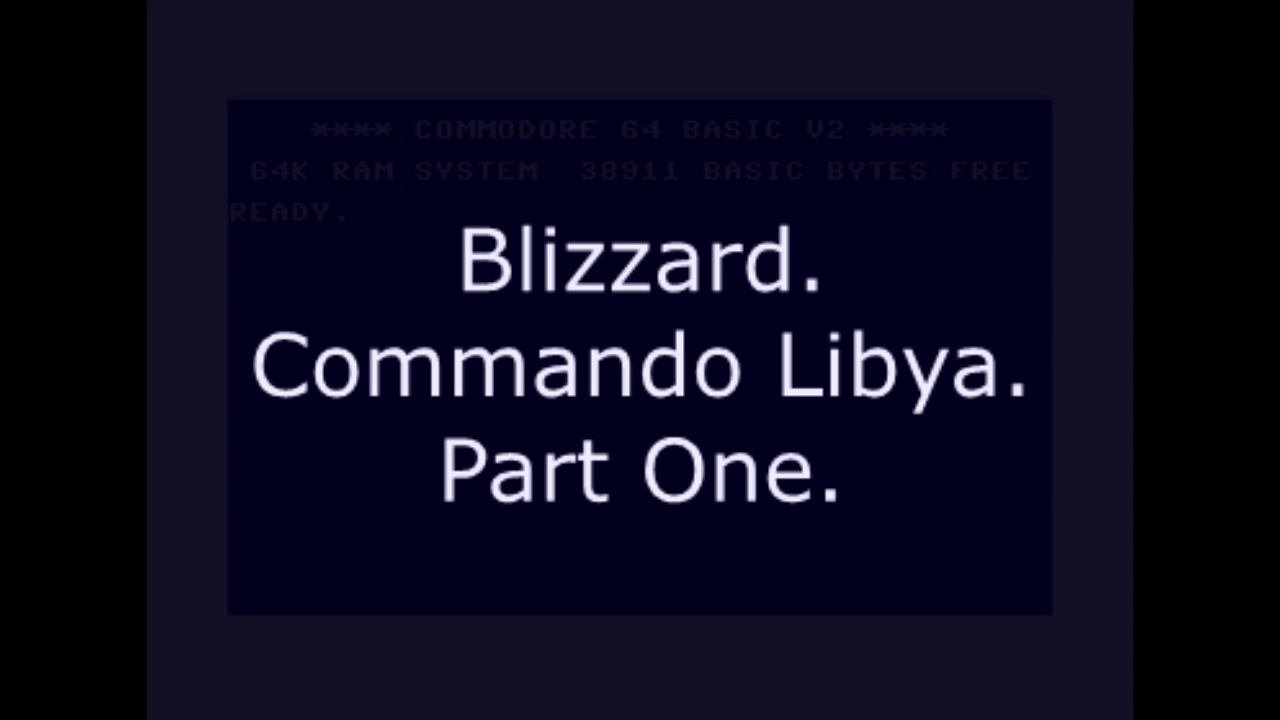 **** COMMODORE 64 BASIC V2 ****
64K RAM SYSTEM  38911 BASIC BYTES FREE
READY.
Blizzard.
Commando Libya.
Part One.